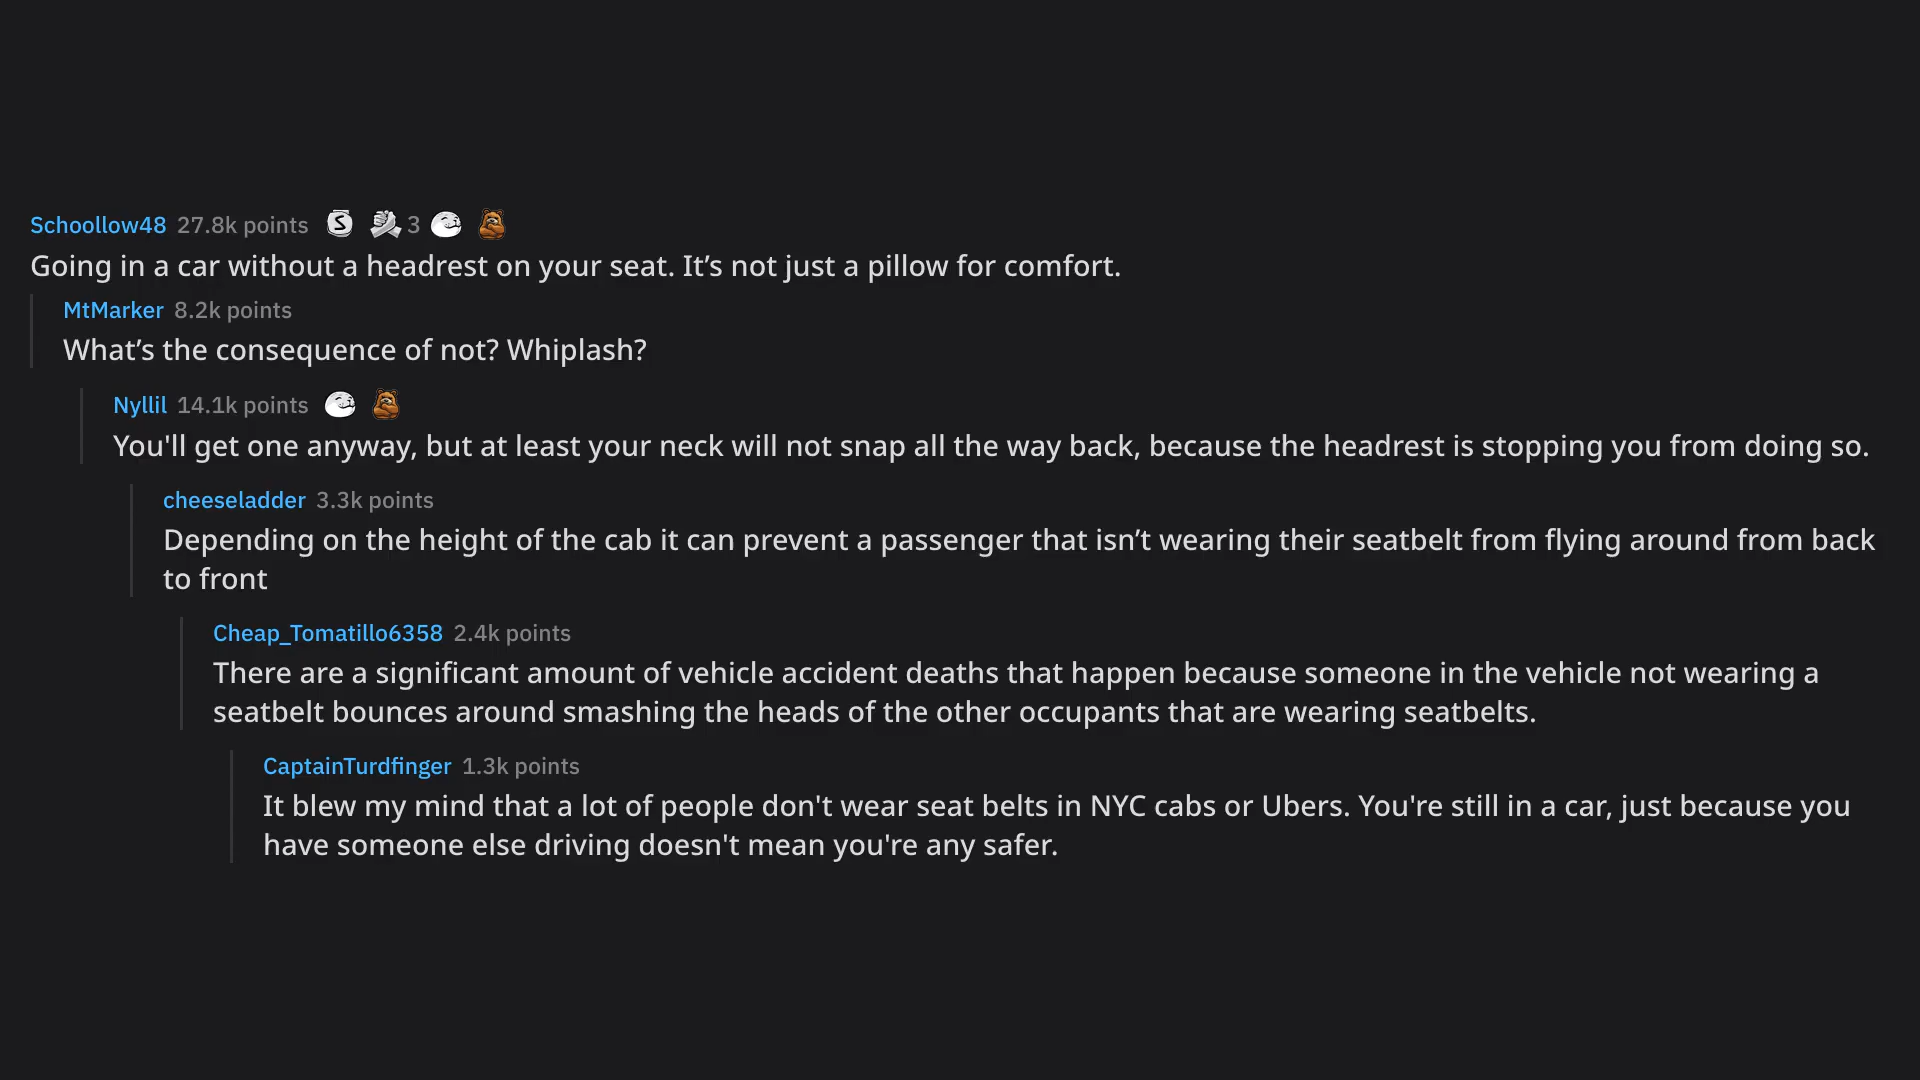 Schoollow48 27.8k points S 3
Going in a car without a headrest on your seat. It’s not just a pillow for comfort.
MtMarker 8.2k points
What’s the consequence of not? Whiplash?
Nyllil 14.1k points
You'll get one anyway, but at least your neck will not snap all the way back, because the headrest is stopping you from doing so.
cheeseladder 3.3k points
Depending on the height of the cab it can prevent a passenger that isn’t wearing their seatbelt from flying around from back
to front
Cheap_Tomatillo6358 2.4k points
There are a significant amount of vehicle accident deaths that happen because someone in the vehicle not wearing a
seatbelt bounces around smashing the heads of the other occupants that are wearing seatbelts.
CaptainTurdfinger 1.3k points
It blew my mind that a lot of people don't wear seat belts in NYC cabs or Ubers. You're still in a car, just because you
have someone else driving doesn't mean you're any safer.